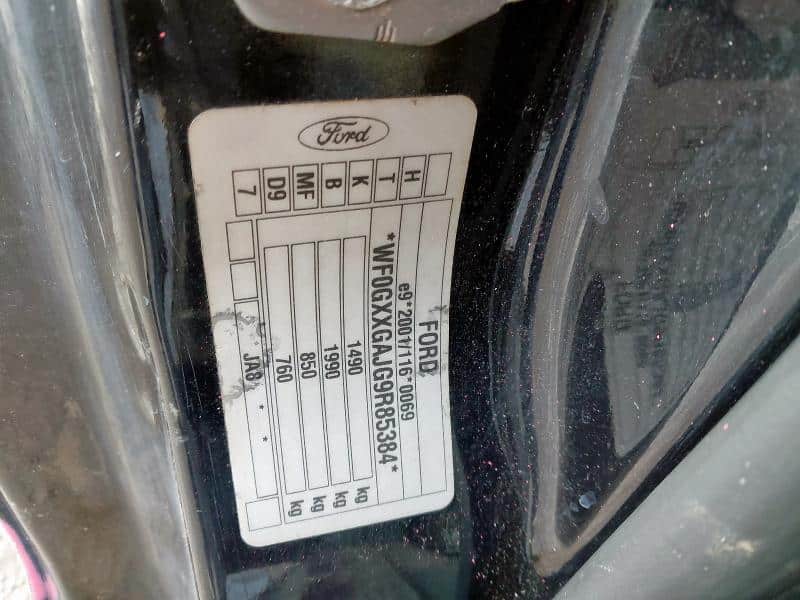 Ford
FORD
e9*2001/116*0069
*WF0GXXGAJG9R85384*
1490 kg
1990 kg
850 kg
760 kg
JA8 * *
H
T
K
B
MF
D9
7